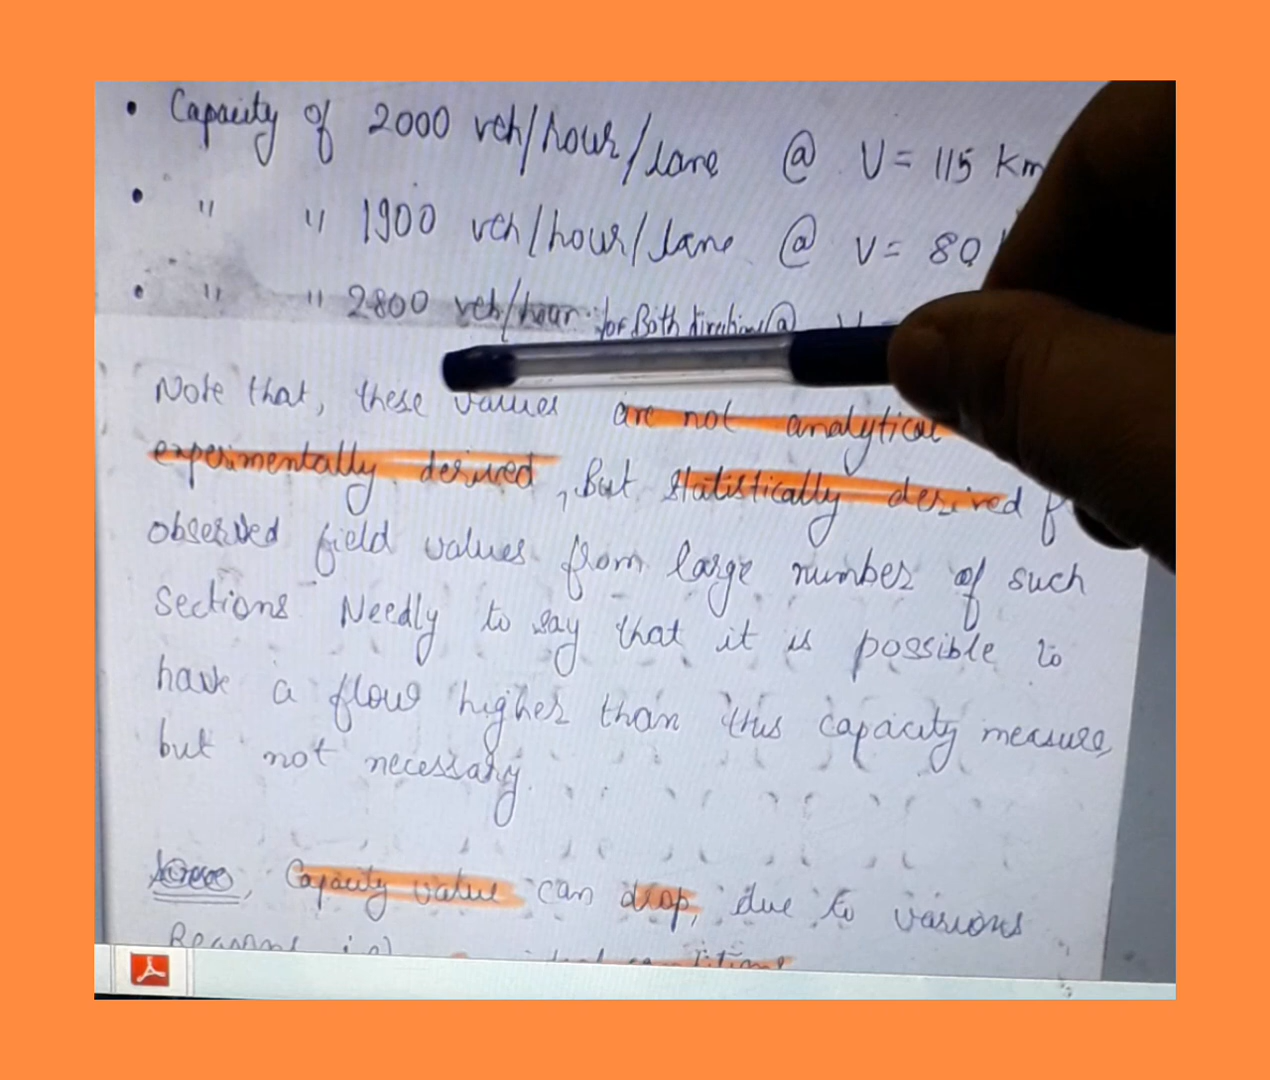 • Capacity of 2000 veh/hour/lane @ V = 115 Km
• " " 1900 veh/hour/lane @ V = 80
• " " 2800 veh/hour for Both direction @ V
Note that, these values are not analytical
experimentally derived, But statistically derived
observed field values from large number of such
sections Needly to say that it is possible to
have a flow higher than this capacity measure,
but not necessary.
, Capacity value can drop, due to various
Reasons